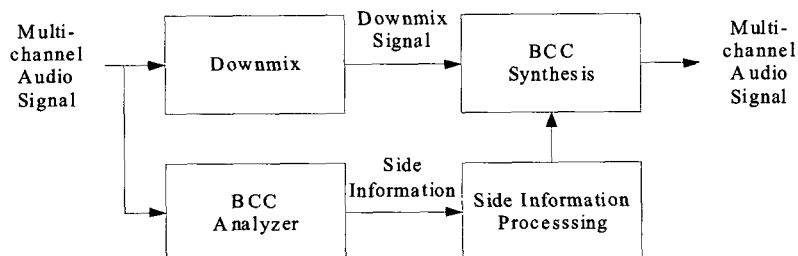 Multi-
channel
Audio
Signal
Downmix
Downmix
Signal
BCC
Synthesis
Multi-
channel
Audio
Signal
BCC
Analyzer
Side
Information
Side Information
Processsing